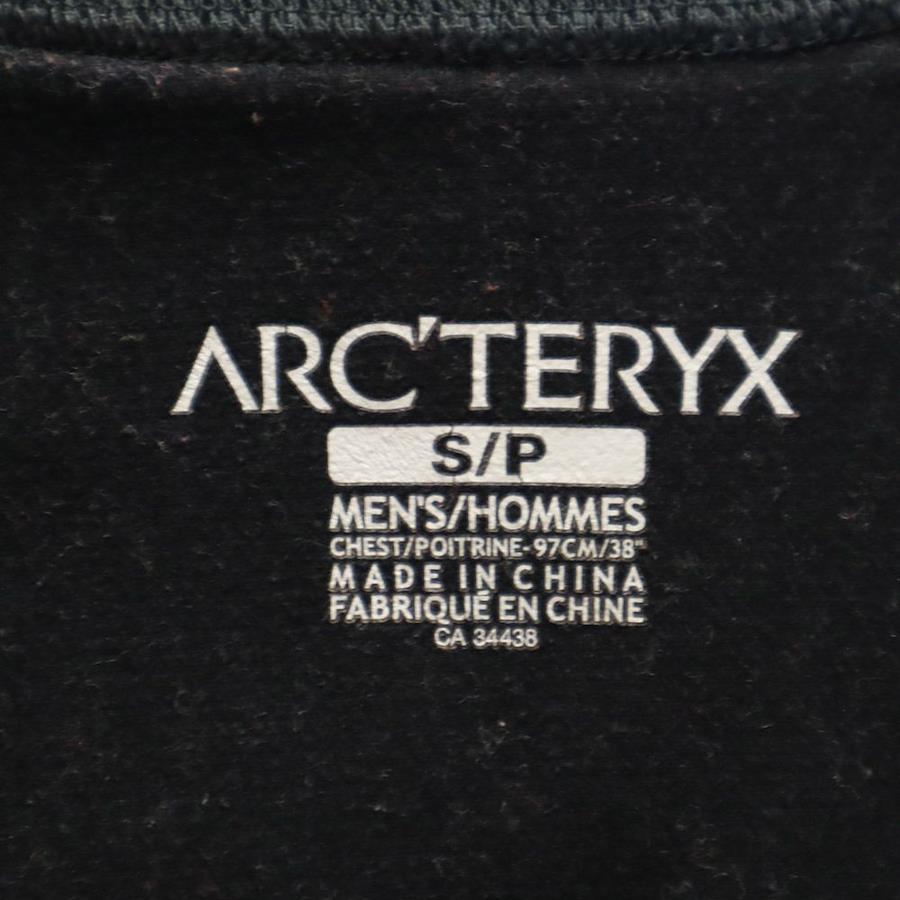 ARC'TERYX
S/P
MEN'S/HOMMES
CHEST/POITRINE-97CM/38"
MADE IN CHINA
FABRIQUÉ EN CHINE
CA 34438